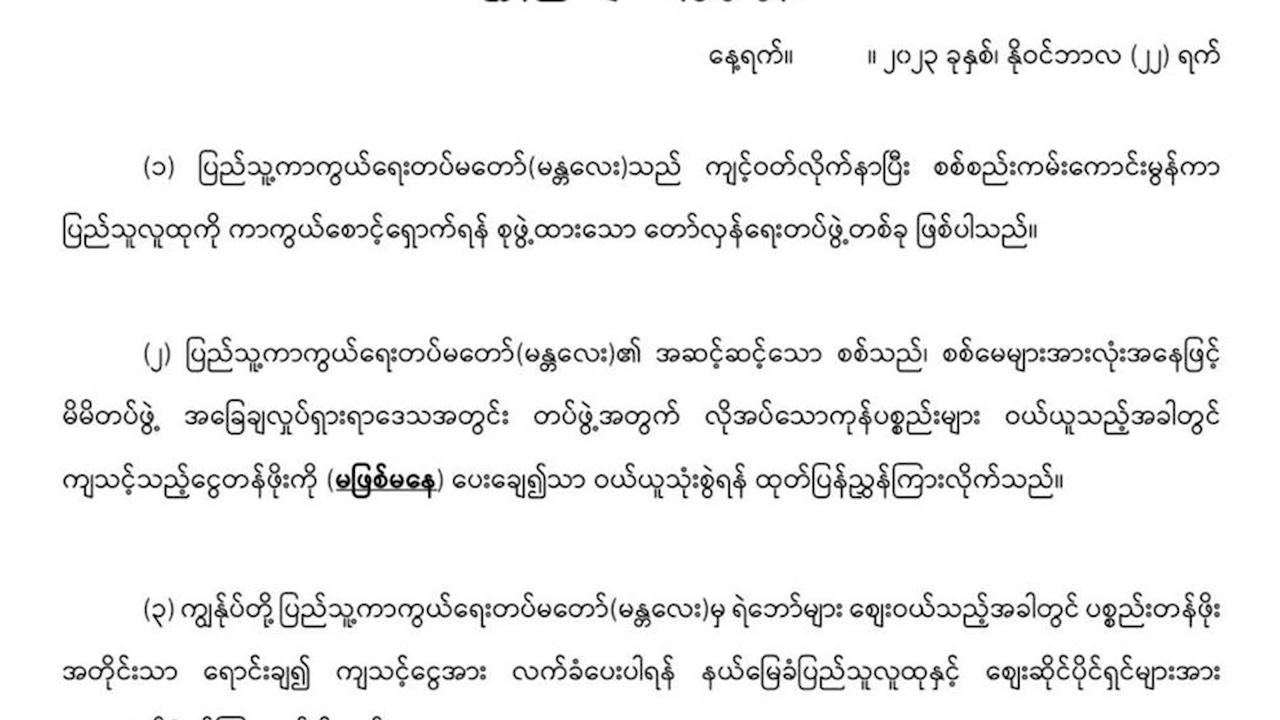 နေ့ရက်။ ။ ၂၀၂၃ ခုနှစ်၊ နိုဝင်ဘာလ (၂၂) ရက်
(၁) ပြည်သူ့ကာကွယ်ရေးတပ်မတော်(မန္တလေး)သည် ကျင့်ဝတ်လိုက်နာပြီး စစ်စည်းကမ်းကောင်းမွန်ကာ
ပြည်သူလူထုကို ကာကွယ်စောင့်ရှောက်ရန် စုဖွဲ့ထားသော တော်လှန်ရေးတပ်ဖွဲ့တစ်ခု ဖြစ်ပါသည်။
(၂) ပြည်သူ့ကာကွယ်ရေးတပ်မတော်(မန္တလေး)၏ အဆင့်ဆင့်သော စစ်သည်၊ စစ်မေများအားလုံးအနေဖြင့်
မိမိတပ်ဖွဲ့ အခြေချလှုပ်ရှားရာဒေသအတွင်း တပ်ဖွဲ့အတွက် လိုအပ်သောကုန်ပစ္စည်းများ ဝယ်ယူသည့်အခါတွင်
ကျသင့်သည့်ငွေတန်ဖိုးကို (မဖြစ်မနေ) ပေးချေ၍သာ ဝယ်ယူသုံးစွဲရန် ထုတ်ပြန်ညွှန်ကြားလိုက်သည်။
(၃) ကျွန်ုပ်တို့ ပြည်သူ့ကာကွယ်ရေးတပ်မတော်(မန္တလေး)မှ ရဲဘော်များ ဈေးဝယ်သည့်အခါတွင် ပစ္စည်းတန်ဖိုး
အတိုင်းသာ ရောင်းချ၍ ကျသင့်ငွေအား လက်ခံပေးပါရန် နယ်မြေခံပြည်သူလူထုနှင့် ဈေးဆိုင်ပိုင်ရှင်များအား